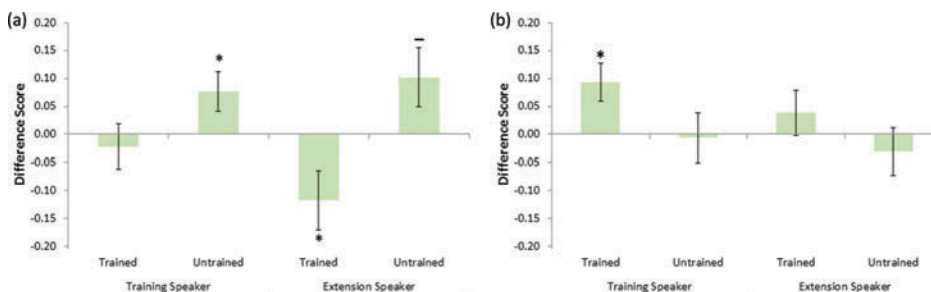 (a)
Difference Score
0.20
0.15
0.10
0.05
0.00
-0.05
-0.10
-0.15
-0.20
*
*
–
Trained Untrained Trained Untrained
Training Speaker Extension Speaker
(b)
Difference Score
0.20
0.15
0.10
0.05
0.00
-0.05
-0.10
-0.15
-0.20
*
Trained Untrained Trained Untrained
Training Speaker Extension Speaker